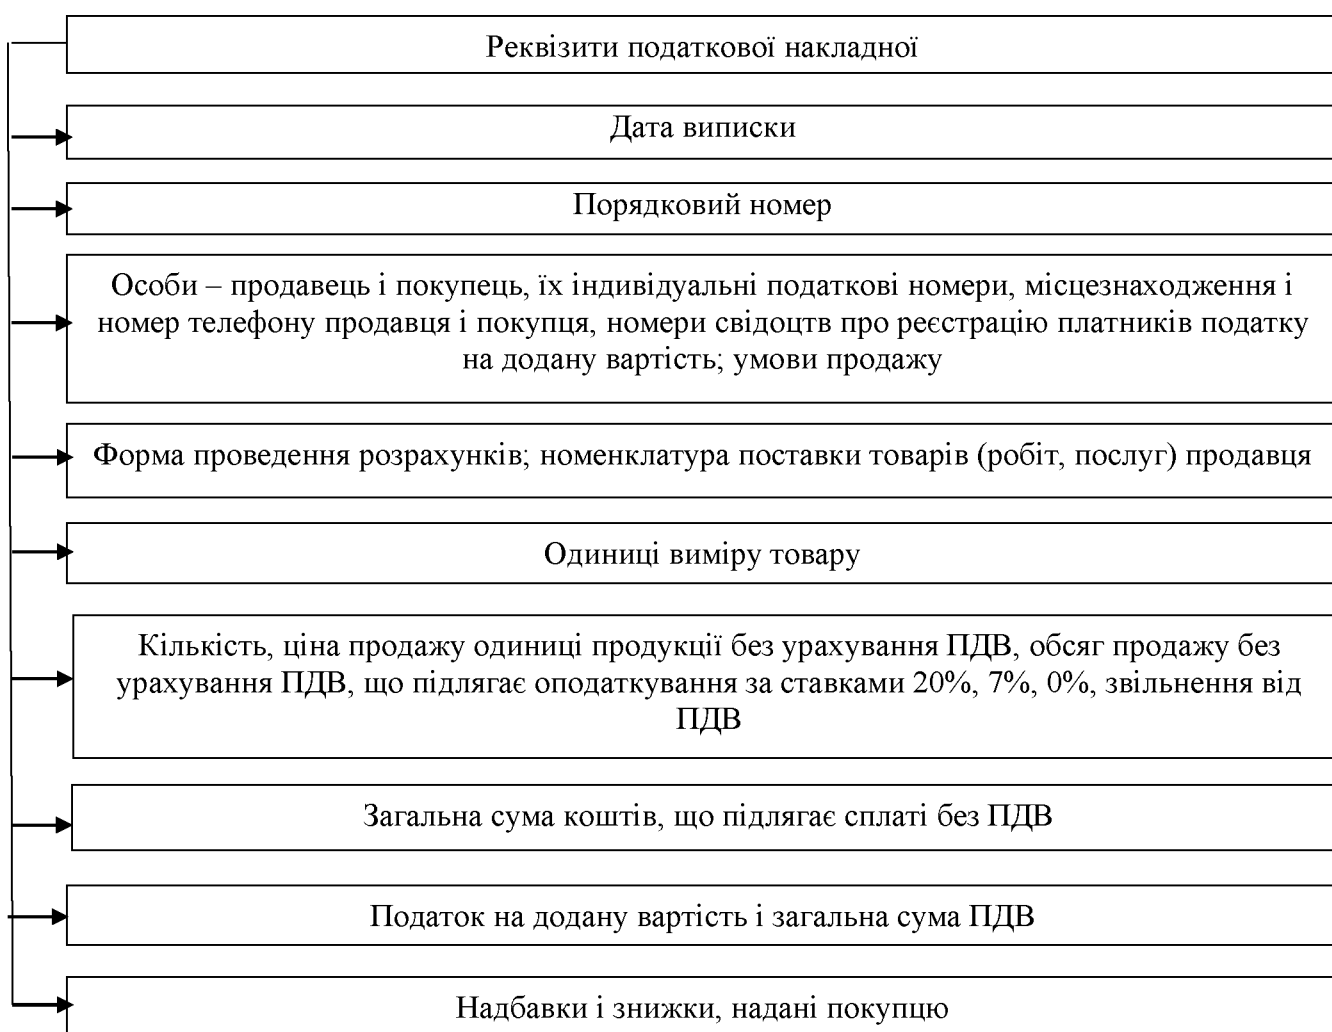 Реквізити податкової накладної
Дата виписки
Порядковий номер
Особи – продавець і покупець, їх індивідуальні податкові номери, місцезнаходження і
номер телефону продавця і покупця, номери свідоцтв про реєстрацію платників податку
на додану вартість; умови продажу
Форма проведення розрахунків; номенклатура поставки товарів (робіт, послуг) продавця
Одиниці виміру товару
Кількість, ціна продажу одиниці продукції без урахування ПДВ, обсяг продажу без
урахування ПДВ, що підлягає оподаткування за ставками 20%, 7%, 0%, звільнення від
ПДВ
Загальна сума коштів, що підлягає сплаті без ПДВ
Податок на додану вартість і загальна сума ПДВ
Надбавки і знижки, надані покупцю